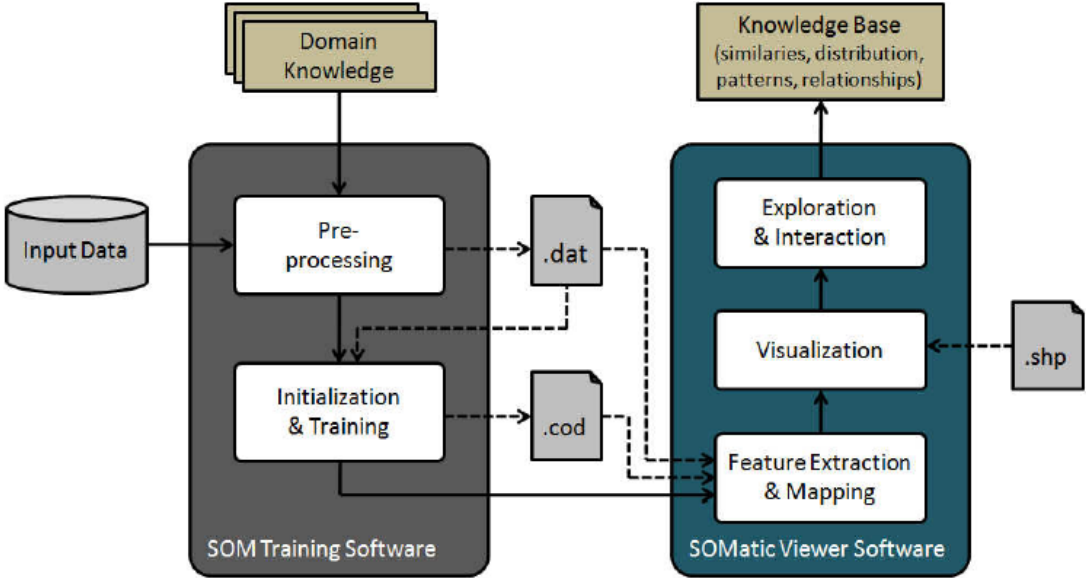 Domain
Knowledge
Knowledge Base
(similaries, distribution,
patterns, relationships)
Input Data
Pre-
processing
.dat
Initialization
& Training
.cod
SOM Training Software
Exploration
& Interaction
Visualization
.shp
Feature Extraction
& Mapping
SOMatic Viewer Software